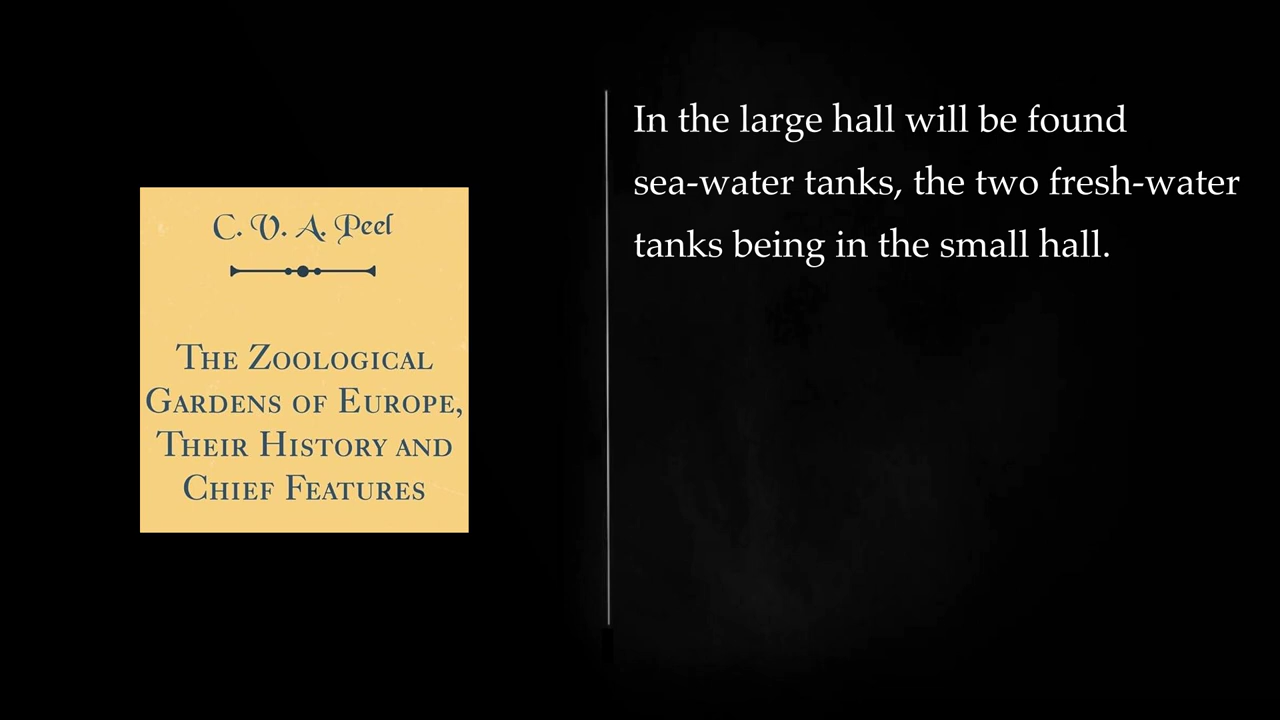 C. V. A. Peel
The Zoological
Gardens of Europe,
Their History and
Chief Features
In the large hall will be found
sea-water tanks, the two fresh-water
tanks being in the small hall.